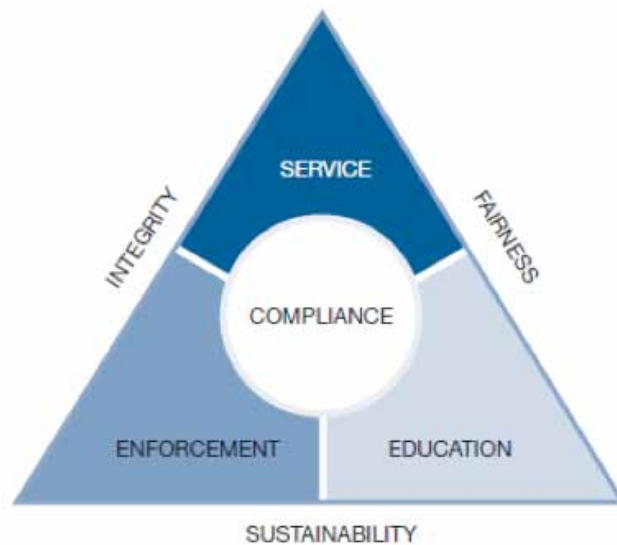 SERVICE
INTEGRITY
FAIRNESS
COMPLIANCE
ENFORCEMENT
EDUCATION
SUSTAINABILITY